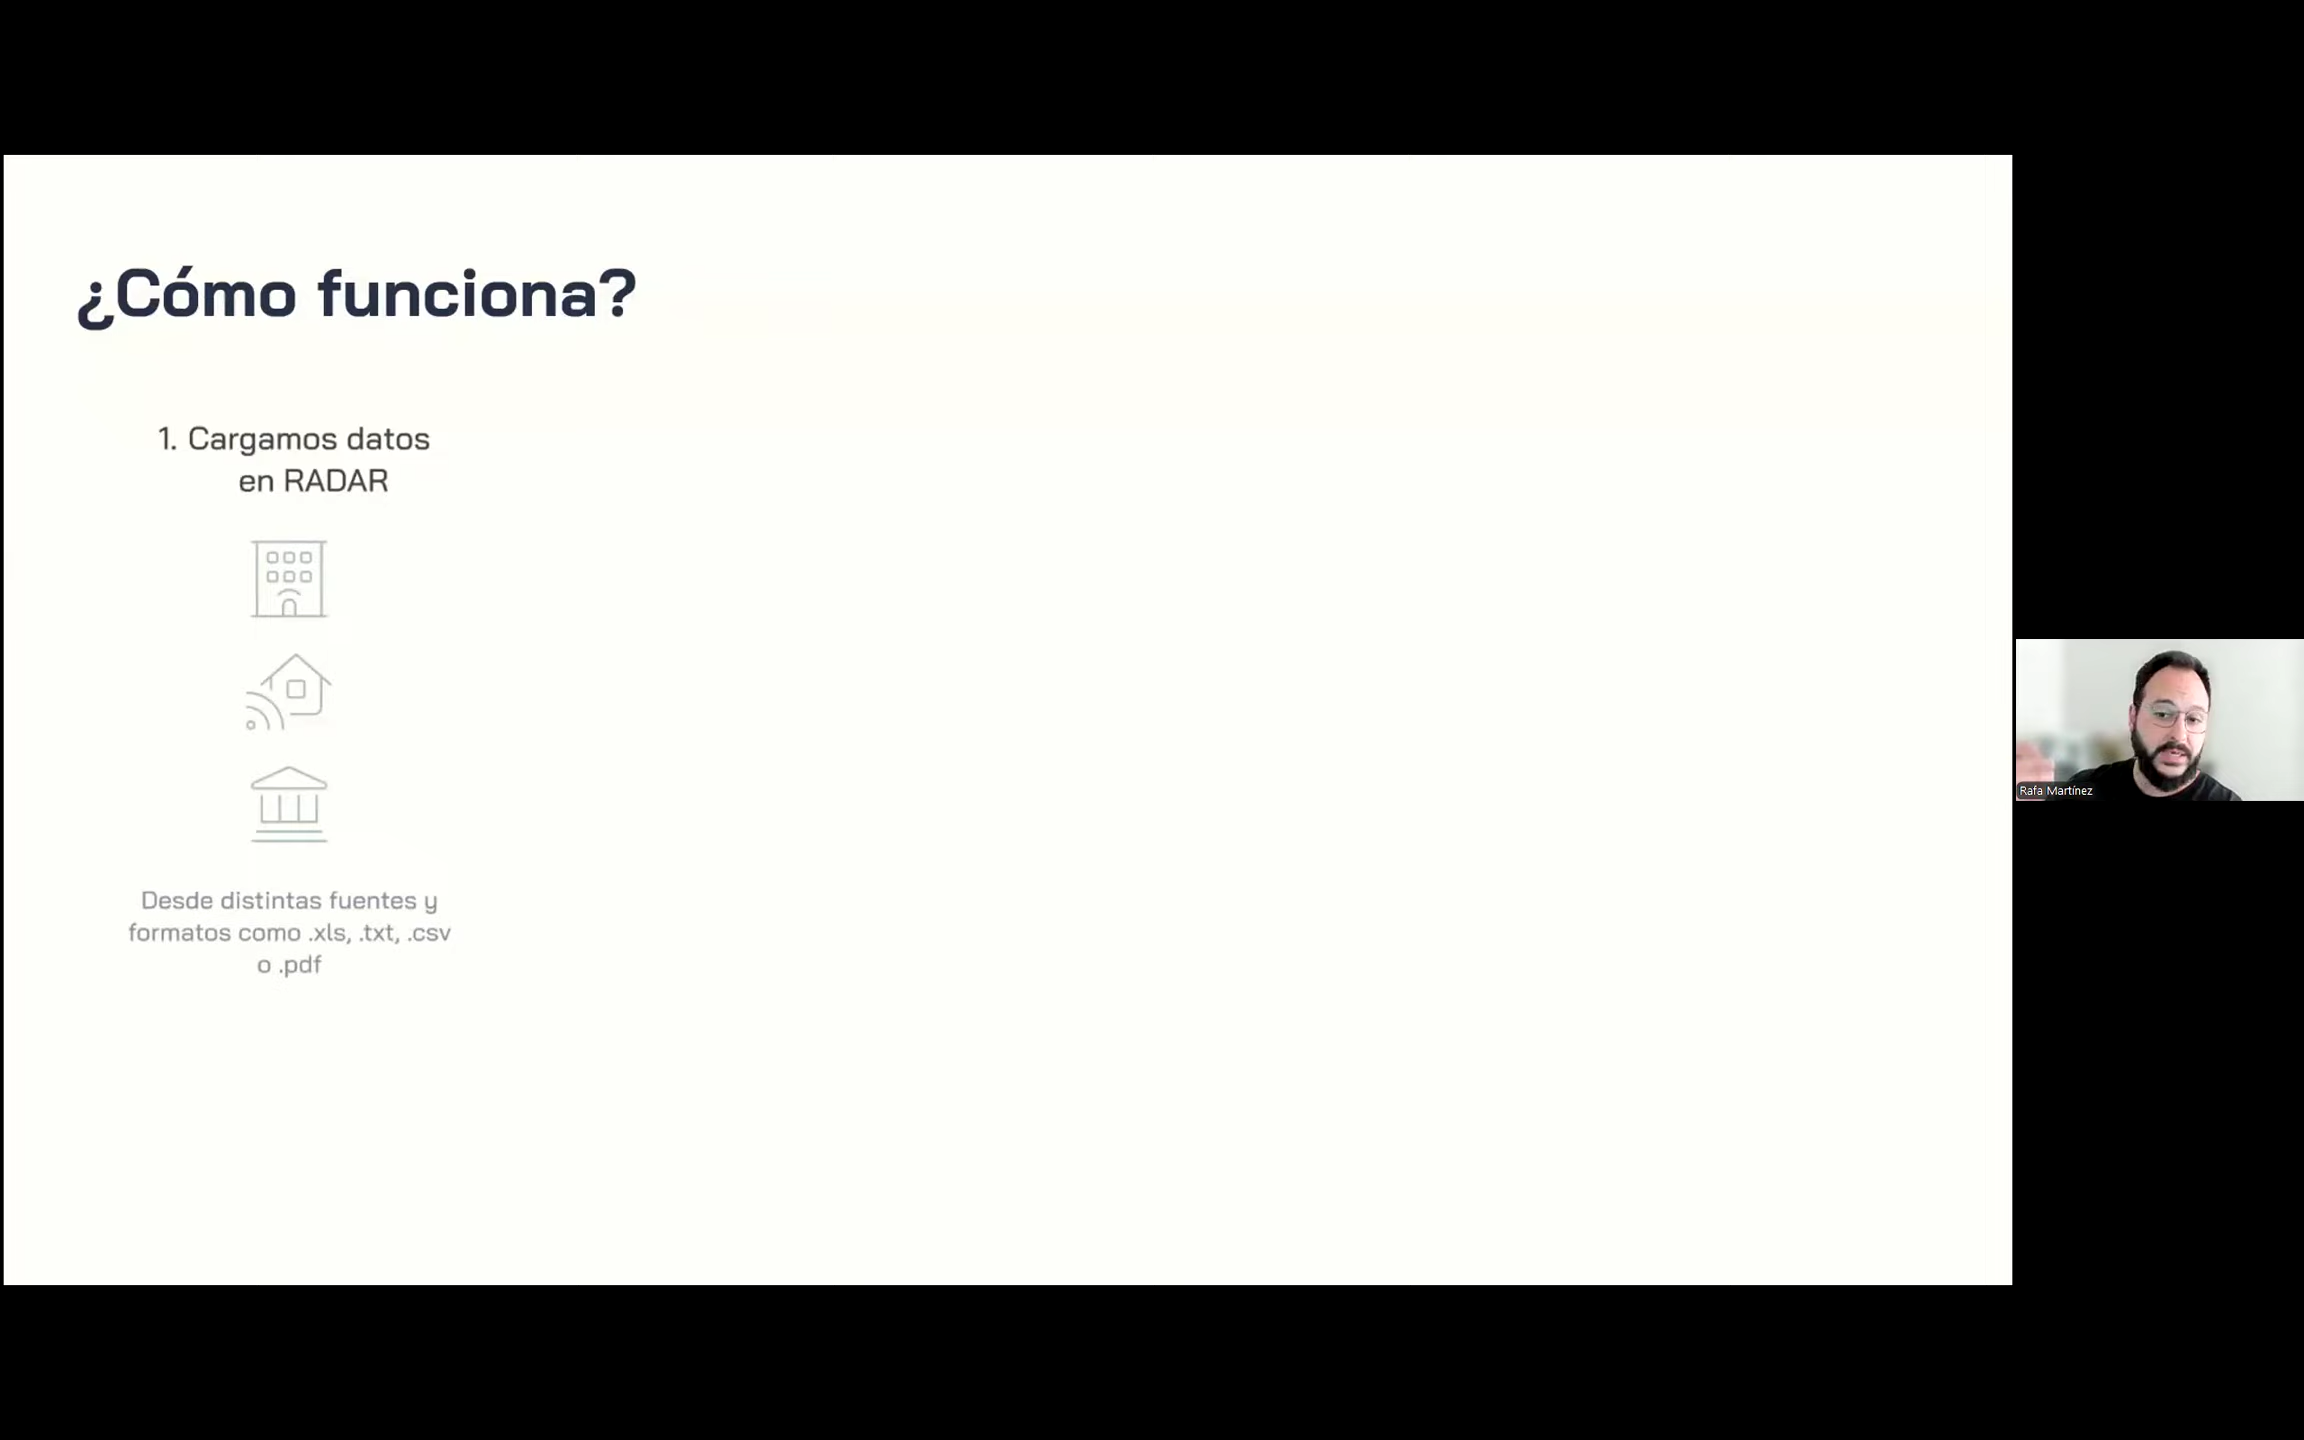 ¿Cómo funciona?
1. Cargamos datos
en RADAR
Desde distintas fuentes y
formatos como .xls, .txt, .csv
o .pdf
Rafa Martínez